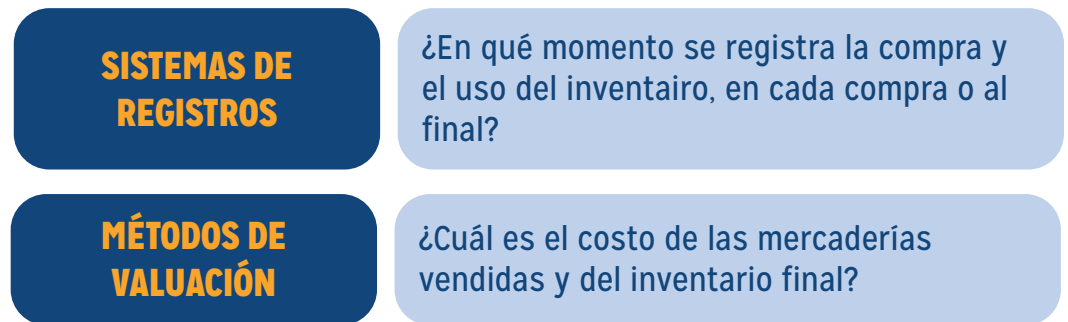 SISTEMAS DE
REGISTROS
¿En qué momento se registra la compra y
el uso del inventairo, en cada compra o al
final?
MÉTODOS DE
VALUACIÓN
¿Cuál es el costo de las mercaderías
vendidas y del inventario final?